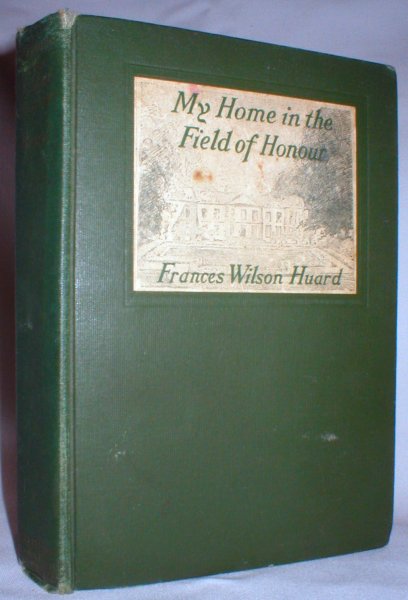 My Home in the
Field of Honour
Frances Wilson Huard